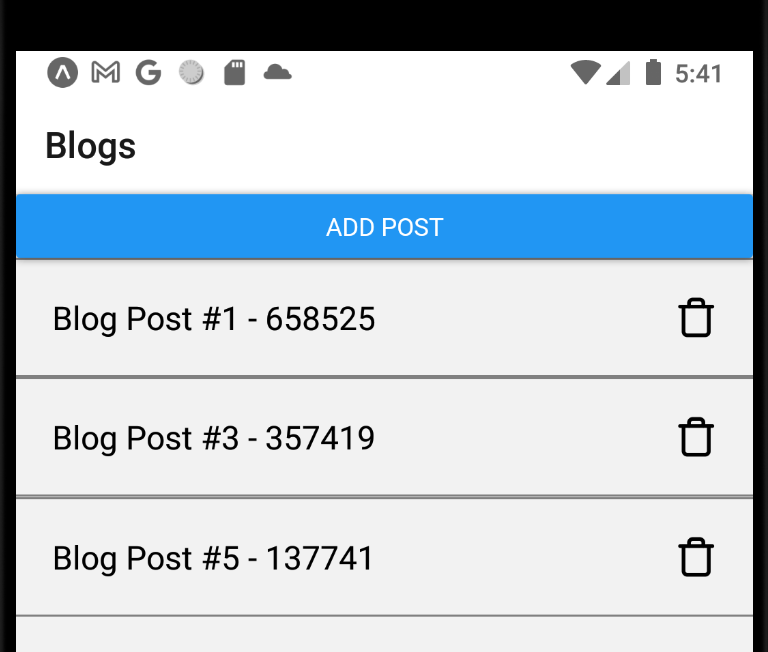 5:41
Blogs
ADD POST
Blog Post #1 - 658525
Blog Post #3 - 357419
Blog Post #5 - 137741